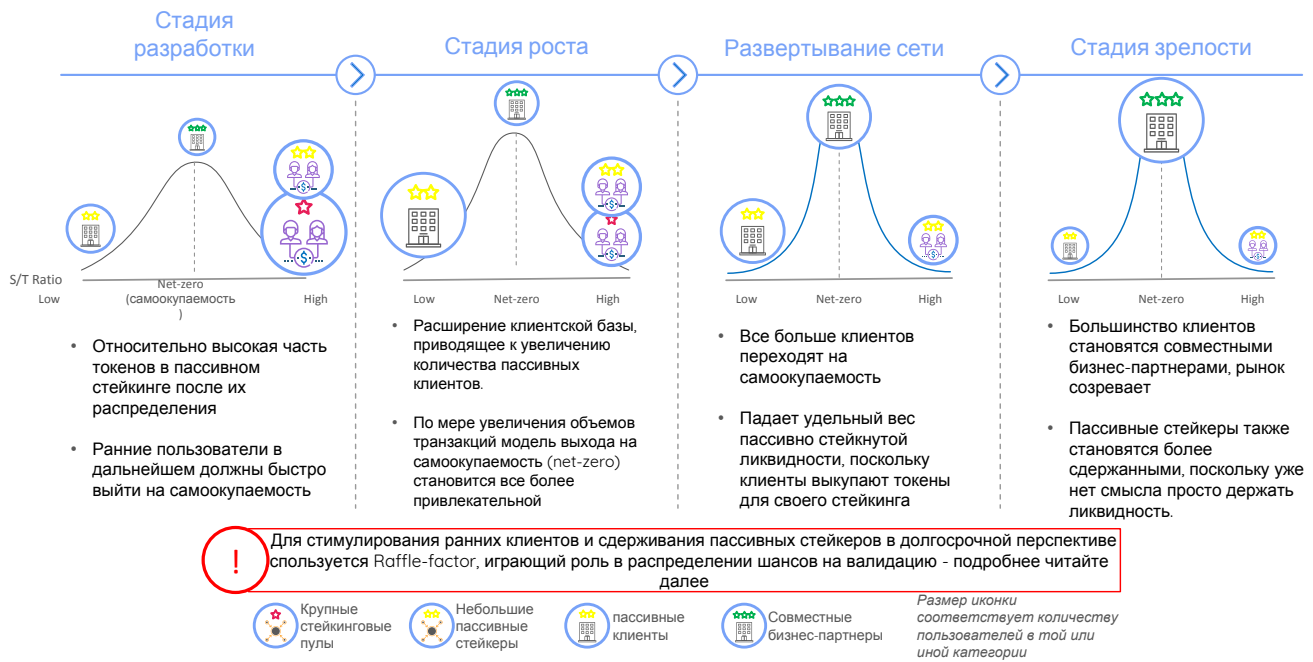 Стадия
разработки
Стадия роста
Развертывание сети
Стадия зрелости
S/T Ratio
Low
Net-zero
(самоокупаемость
)
High
Low
Net-zero
High
Low
Net-zero
High
Low
Net-zero
High
• Относительно высокая часть
токенов в пассивном
стейкинге после их
распределения
• Ранние пользователи в
дальнейшем должны быстро
выйти на самоокупаемость
• Расширение клиентской базы,
приводящее к увеличению
количества пассивных
клиентов.
• По мере увеличения объемов
транзакций модель выхода на
самоокупаемость (net-zero)
становится все более
привлекательной
• Все больше клиентов
переходят на
самоокупаемость
• Падает удельный вес
пассивно стейкнутой
ликвидности, поскольку
клиенты выкупают токены
для своего стейкинга
• Большинство клиентов
становятся совместными
бизнес-партнерами, рынок
созревает
• Пассивные стейкеры также
становятся более
сдержанными, поскольку уже
нет смысла просто держать
ликвидность.
!
Для стимулирования ранних клиентов и сдерживания пассивных стейкеров в долгосрочной перспективе
спользуется Raffle-factor, играющий роль в распределении шансов на валидацию - подробнее читайте
далее
Крупные
стейкинговые
пулы
Небольшие
пассивные
стейкеры
пассивные
клиенты
Совместные
бизнес-партнеры
Размер иконки
соответствует количеству
пользователей в той или
иной категории